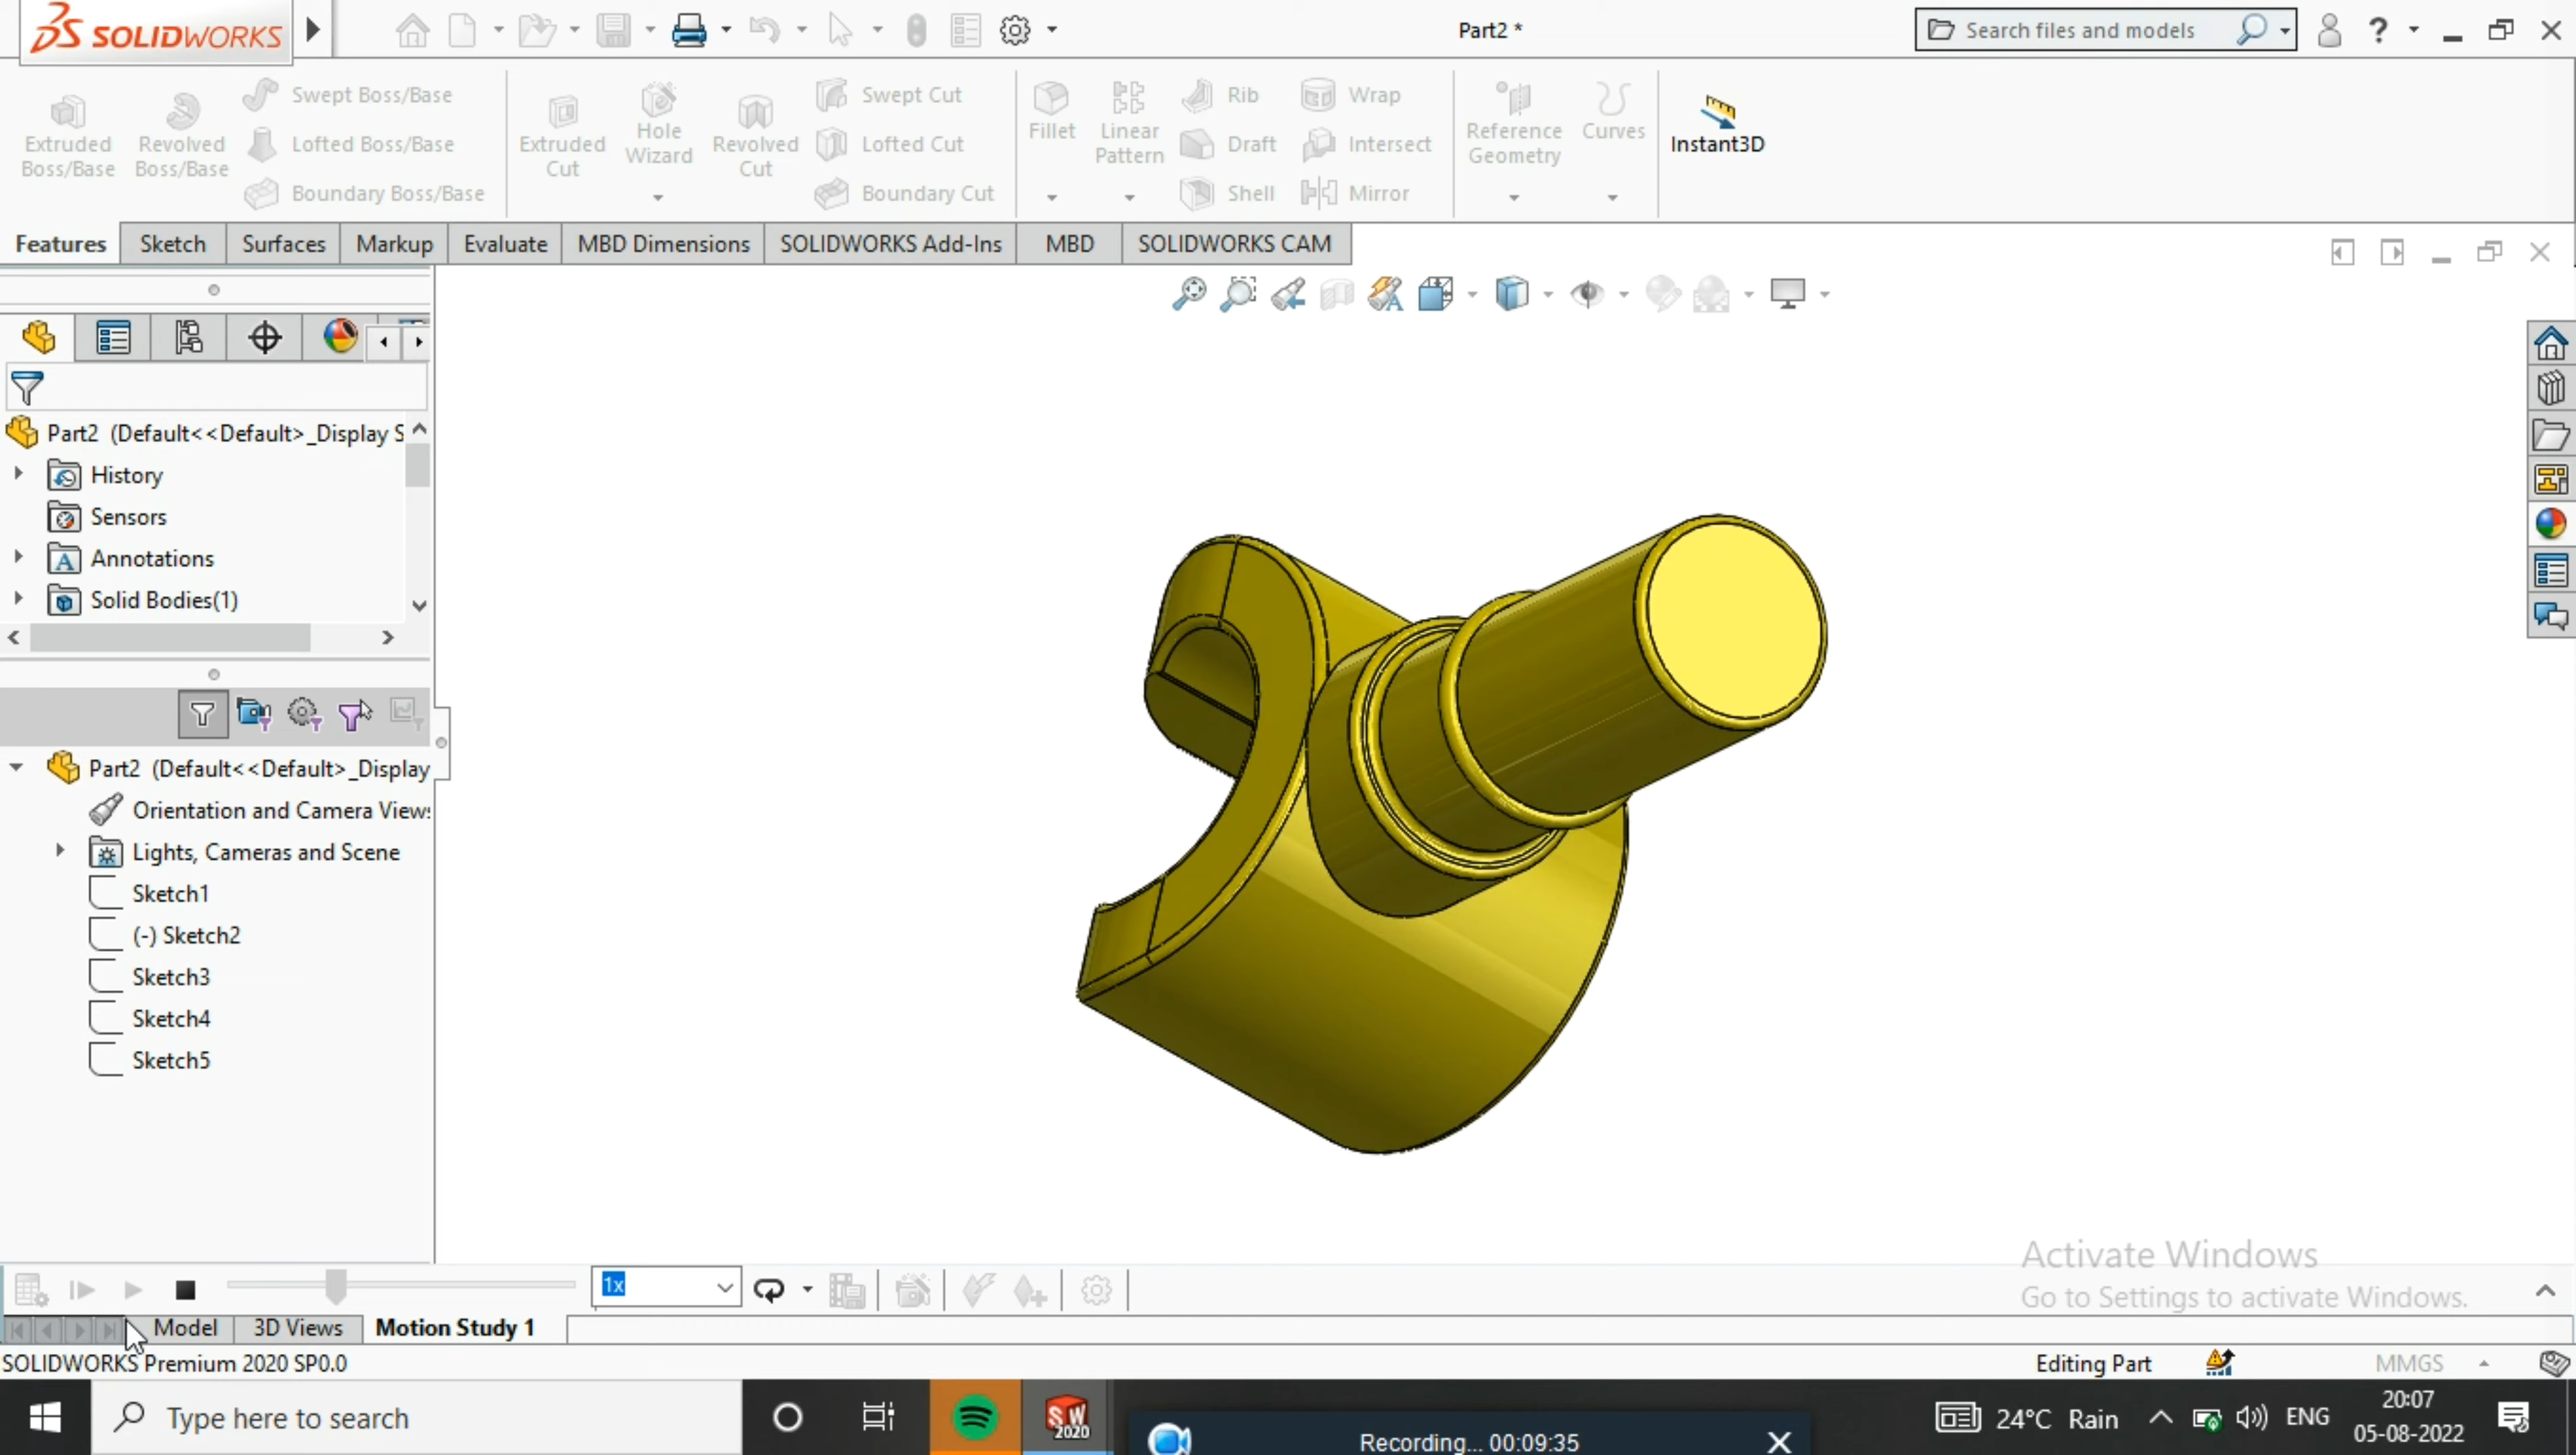 SOLIDWORKS
Part2 *
Search files and models
?
Extruded Boss/Base
Revolved Boss/Base
Swept Boss/Base
Lofted Boss/Base
Boundary Boss/Base
Extruded Cut
Hole Wizard
Revolved Cut
Swept Cut
Lofted Cut
Boundary Cut
Fillet
Linear Pattern
Rib
Draft
Shell
Wrap
Intersect
Mirror
Reference Geometry
Curves
Instant3D
Features Sketch Surfaces Markup Evaluate MBD Dimensions SOLIDWORKS Add-Ins MBD SOLIDWORKS CAM
Part2 (Default<<Default>_Display S
History
Sensors
Annotations
Solid Bodies(1)
Part2 (Default<<Default>_Display
Orientation and Camera Views
Lights, Cameras and Scene
Sketch1
(-) Sketch2
Sketch3
Sketch4
Sketch5
Activate Windows
Go to Settings to activate Windows.
1x
Model 3D Views Motion Study 1
SOLIDWORKS Premium 2020 SP0.0
Editing Part
MMGS
Type here to search
SW 2020
Recording... 00:09:35
24°C Rain
ENG
20:07
05-08-2022